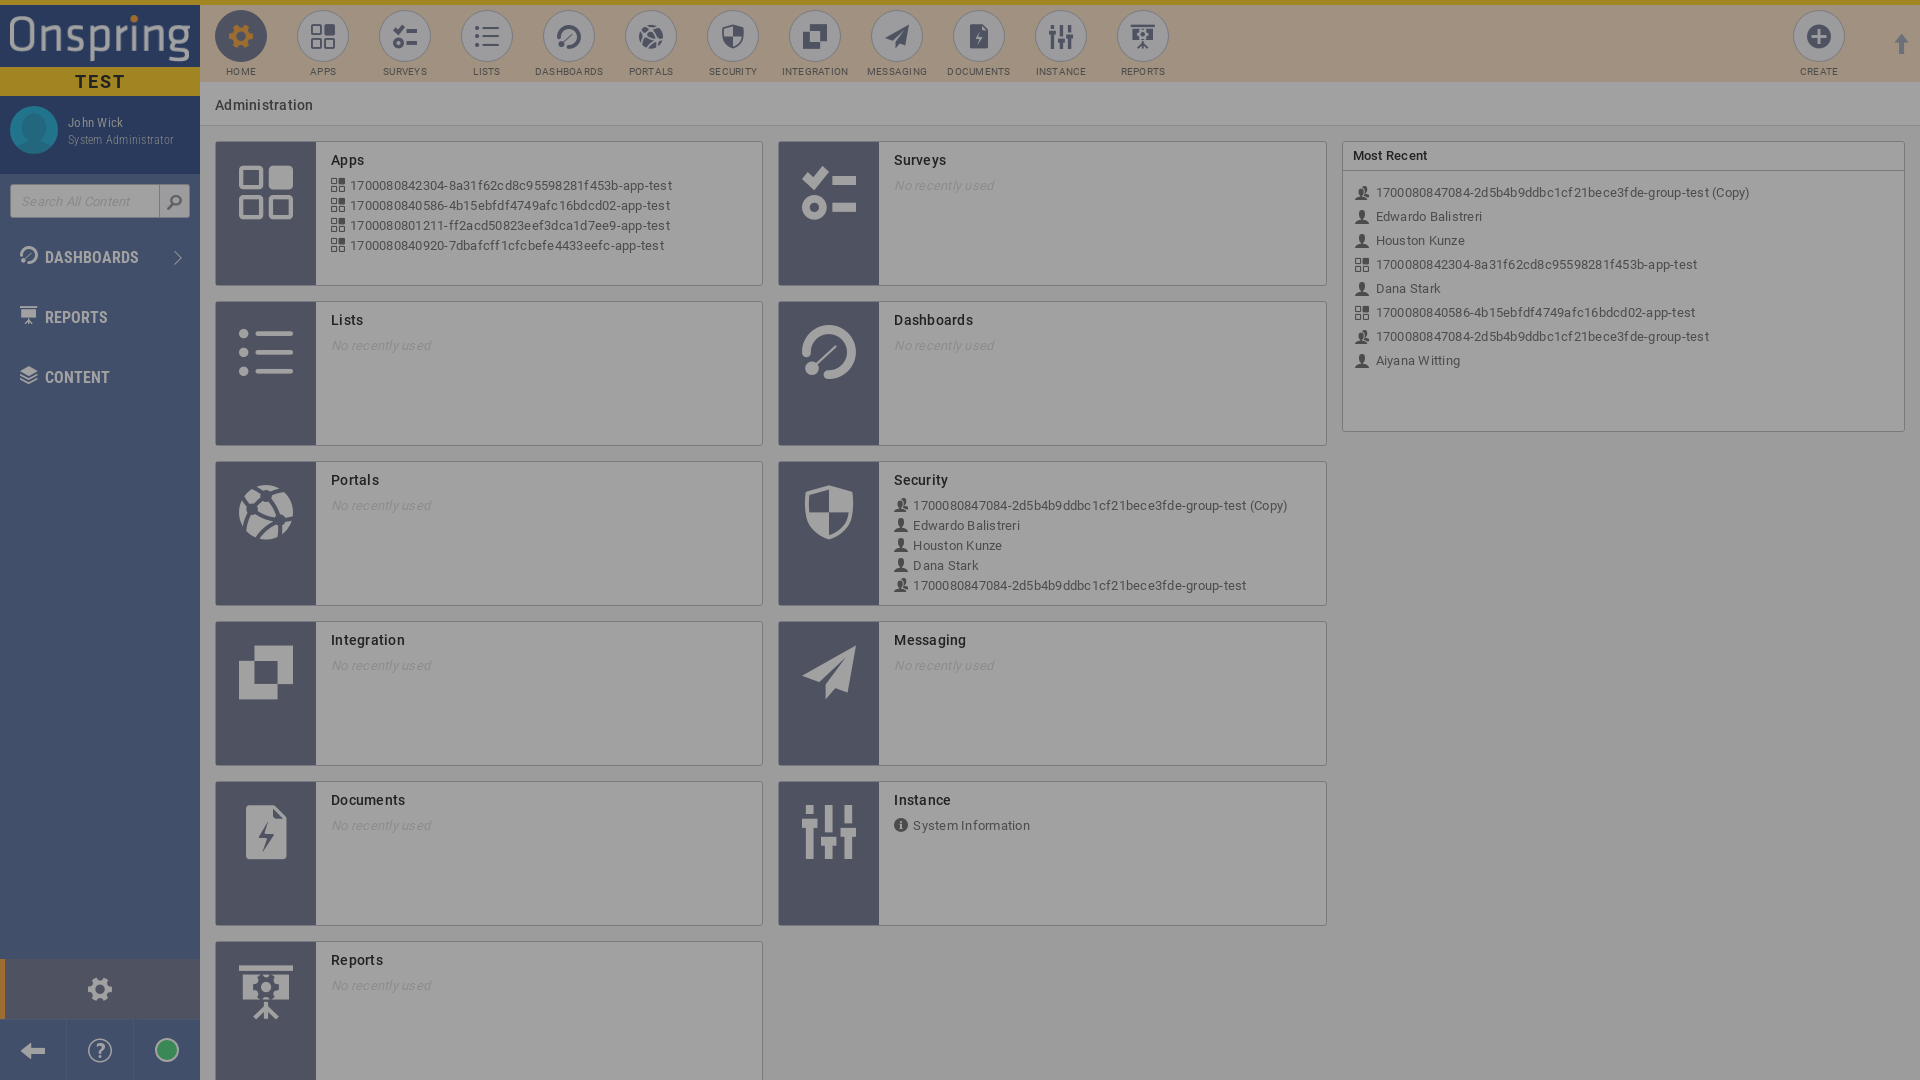 Onspring
TEST
John Wick
System Administrator
Search All Content
DASHBOARDS
REPORTS
CONTENT
HOME
APPS
SURVEYS
LISTS
DASHBOARDS
PORTALS
SECURITY
INTEGRATION
MESSAGING
DOCUMENTS
INSTANCE
REPORTS
CREATE
Administration
Apps
1700080842304-8a31f62cd8c95598281f453b-app-test
1700080840586-4b15ebfdf4749afc16bdcd02-app-test
1700080801211-ff2acd50823eef3dca1d7ee9-app-test
1700080840920-7dbafcff1cfcbefe4433eefc-app-test
Surveys
No recently used
Lists
No recently used
Dashboards
No recently used
Portals
No recently used
Security
1700080847084-2d5b4b9ddbc1cf21bece3fde-group-test (Copy)
Edwardo Balistreri
Houston Kunze
Dana Stark
1700080847084-2d5b4b9ddbc1cf21bece3fde-group-test
Integration
No recently used
Messaging
No recently used
Documents
No recently used
Instance
System Information
Reports
No recently used
Most Recent
1700080847084-2d5b4b9ddbc1cf21bece3fde-group-test (Copy)
Edwardo Balistreri
Houston Kunze
1700080842304-8a31f62cd8c95598281f453b-app-test
Dana Stark
1700080840586-4b15ebfdf4749afc16bdcd02-app-test
1700080847084-2d5b4b9ddbc1cf21bece3fde-group-test
Aiyana Witting